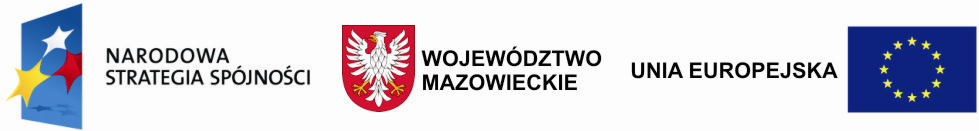 NARODOWA
STRATEGIA SPÓJNOŚCI
WOJEWÓDZTWO
MAZOWIECKIE
UNIA EUROPEJSKA